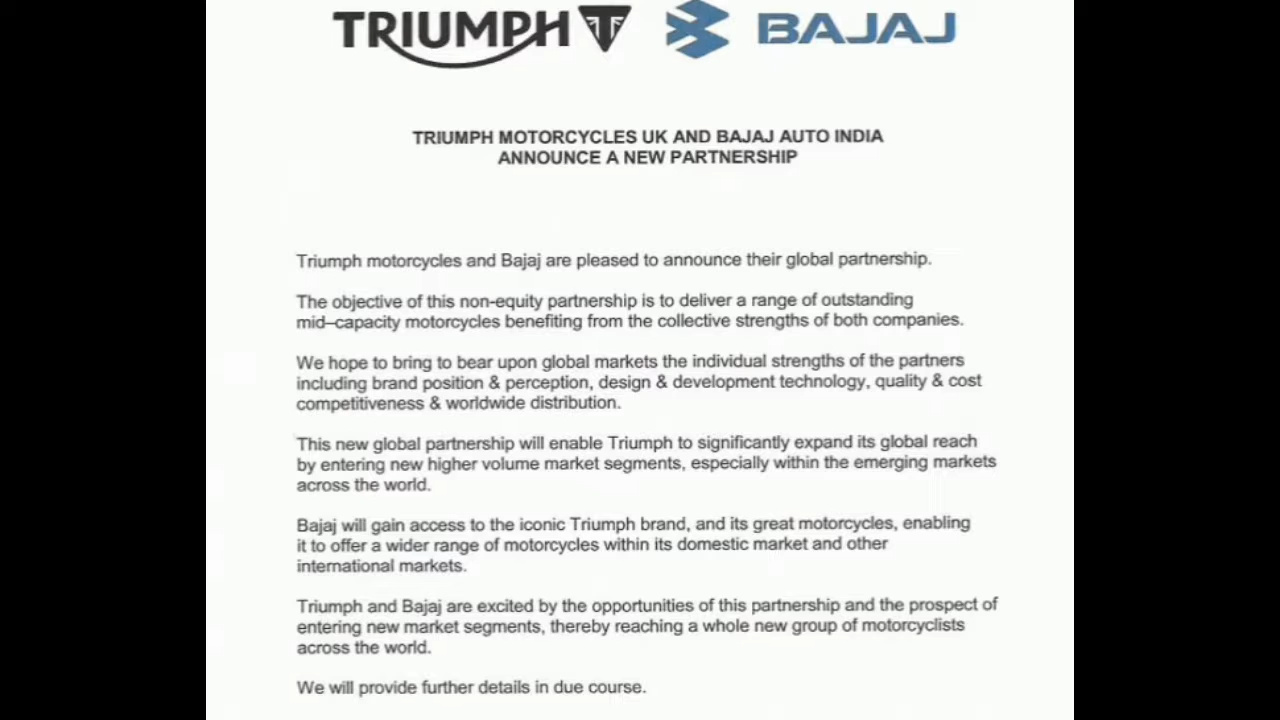 TRIUMPH BAJAJ
TRIUMPH MOTORCYCLES UK AND BAJAJ AUTO INDIA
ANNOUNCE A NEW PARTNERSHIP
Triumph motorcycles and Bajaj are pleased to announce their global partnership.
The objective of this non-equity partnership is to deliver a range of outstanding
mid–capacity motorcycles benefiting from the collective strengths of both companies.
We hope to bring to bear upon global markets the individual strengths of the partners
including brand position & perception, design & development technology, quality & cost
competitiveness & worldwide distribution.
This new global partnership will enable Triumph to significantly expand its global reach
by entering new higher volume market segments, especially within the emerging markets
across the world.
Bajaj will gain access to the iconic Triumph brand, and its great motorcycles, enabling
it to offer a wider range of motorcycles within its domestic market and other
international markets.
Triumph and Bajaj are excited by the opportunities of this partnership and the prospect of
entering new market segments, thereby reaching a whole new group of motorcyclists
across the world.
We will provide further details in due course.